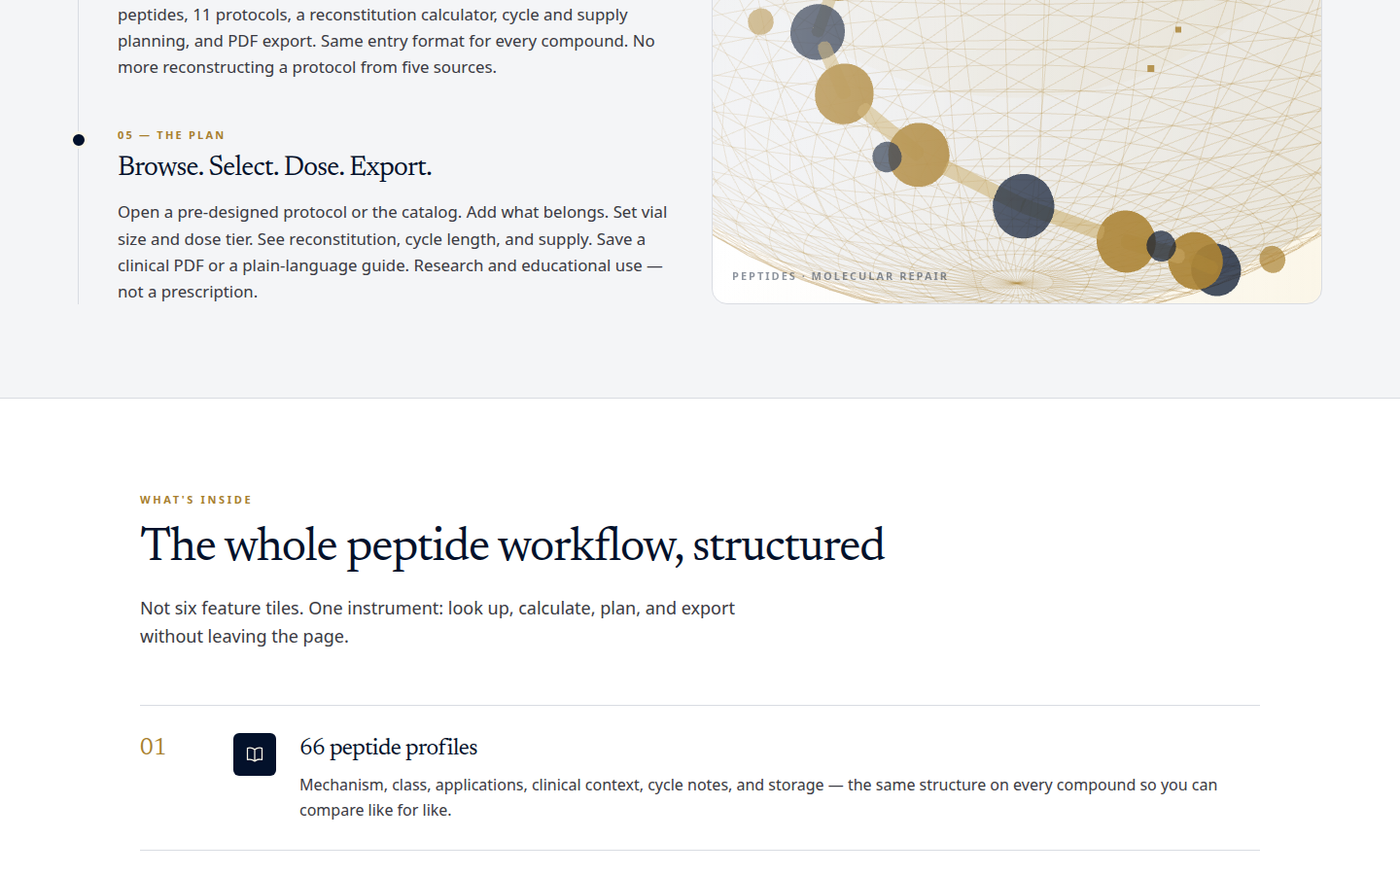 peptides, 11 protocols, a reconstitution calculator, cycle and supply
planning, and PDF export. Same entry format for every compound. No
more reconstructing a protocol from five sources.
05 — THE PLAN
Browse. Select. Dose. Export.
Open a pre-designed protocol or the catalog. Add what belongs. Set vial
size and dose tier. See reconstitution, cycle length, and supply. Save a
clinical PDF or a plain-language guide. Research and educational use —
not a prescription.
PEPTIDES · MOLECULAR REPAIR
WHAT'S INSIDE
The whole peptide workflow, structured
Not six feature tiles. One instrument: look up, calculate, plan, and export
without leaving the page.
01
66 peptide profiles
Mechanism, class, applications, clinical context, cycle notes, and storage — the same structure on every compound so you can
compare like for like.